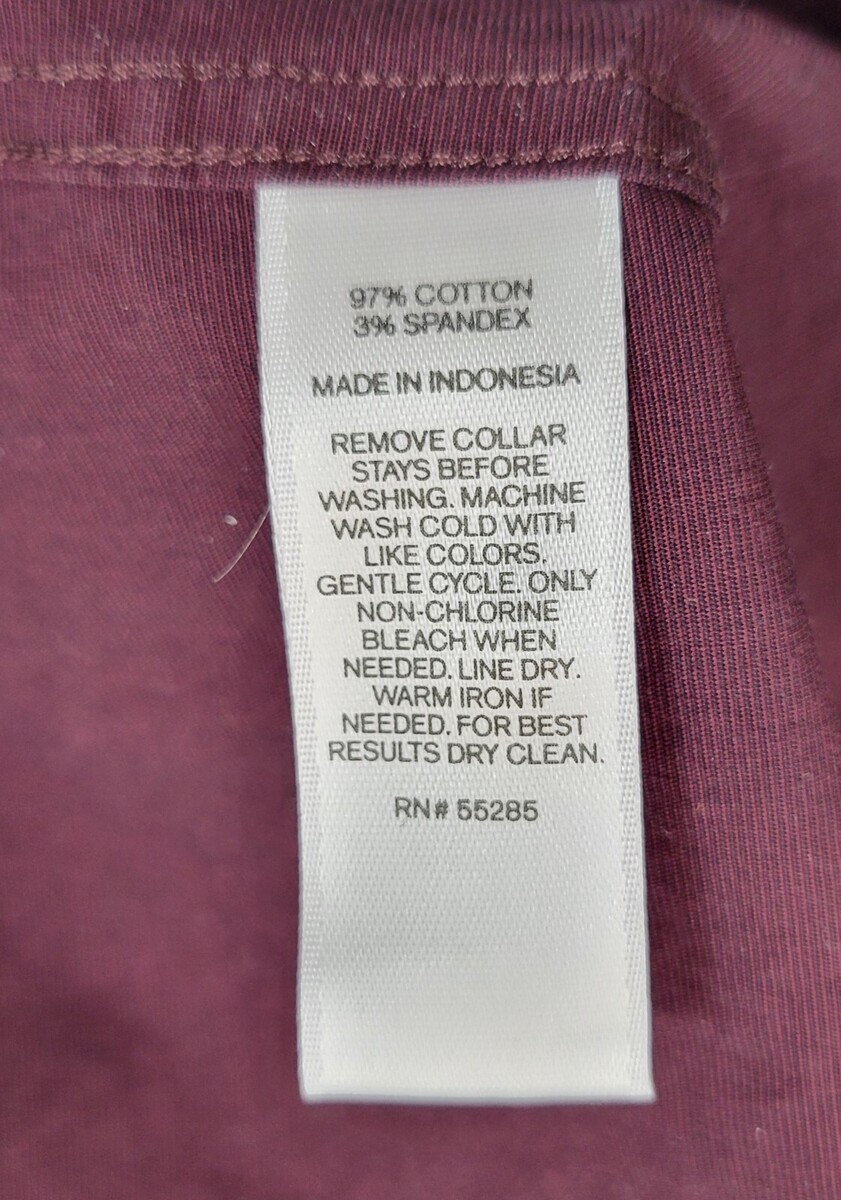 97% COTTON
3% SPANDEX
MADE IN INDONESIA
REMOVE COLLAR
STAYS BEFORE
WASHING. MACHINE
WASH COLD WITH
LIKE COLORS.
GENTLE CYCLE. ONLY
NON-CHLORINE
BLEACH WHEN
NEEDED. LINE DRY.
WARM IRON IF
NEEDED. FOR BEST
RESULTS DRY CLEAN.
RN# 55285